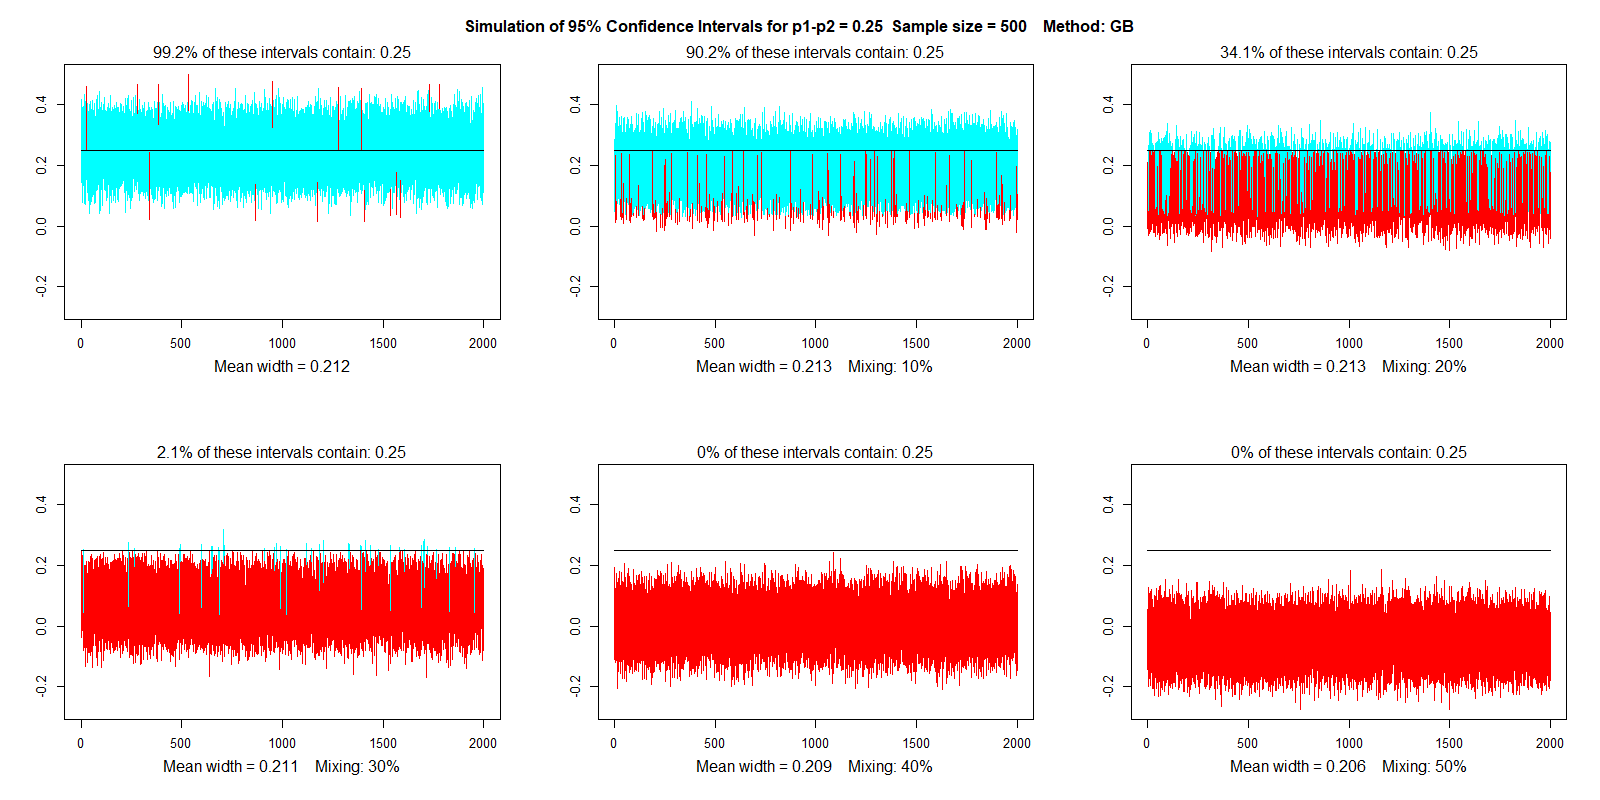 Simulation of 95% Confidence Intervals for p1-p2 = 0.25  Sample size = 500    Method: GB
99.2% of these intervals contain: 0.25
0.4
0.2
0.0
-0.2
0 500 1000 1500 2000
Mean width = 0.212
90.2% of these intervals contain: 0.25
0.4
0.2
0.0
-0.2
0 500 1000 1500 2000
Mean width = 0.213    Mixing: 10%
34.1% of these intervals contain: 0.25
0.4
0.2
0.0
-0.2
0 500 1000 1500 2000
Mean width = 0.213    Mixing: 20%
2.1% of these intervals contain: 0.25
0.4
0.2
0.0
-0.2
0 500 1000 1500 2000
Mean width = 0.211    Mixing: 30%
0% of these intervals contain: 0.25
0.4
0.2
0.0
-0.2
0 500 1000 1500 2000
Mean width = 0.209    Mixing: 40%
0% of these intervals contain: 0.25
0.4
0.2
0.0
-0.2
0 500 1000 1500 2000
Mean width = 0.206    Mixing: 50%